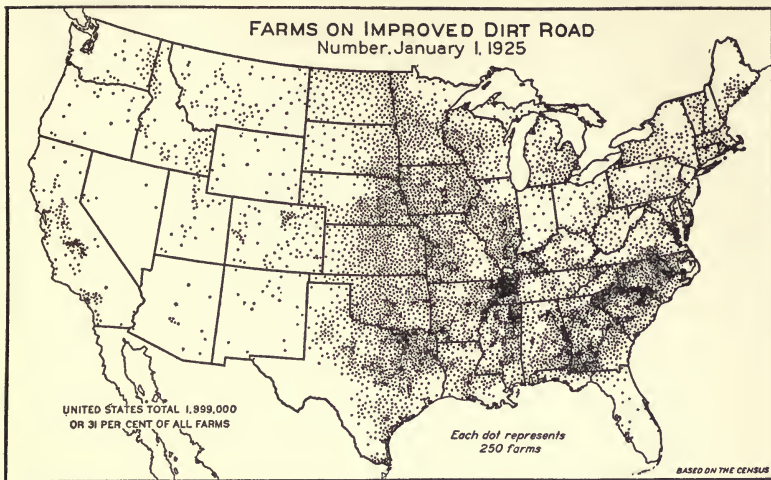 FARMS ON IMPROVED DIRT ROAD
Number, January 1, 1925
UNITED STATES TOTAL 1,999,000
OR 31 PER CENT OF ALL FARMS
Each dot represents
250 farms
BASED ON THE CENSUS